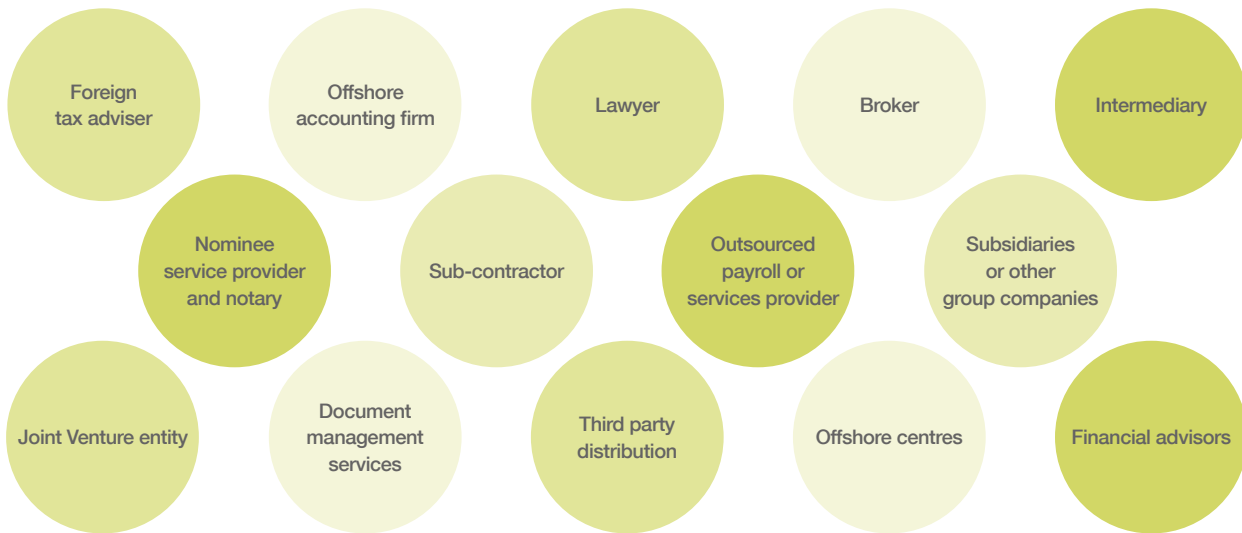 Foreign
tax adviser
Offshore
accounting firm
Lawyer
Broker
Intermediary
Nominee
service provider
and notary
Sub-contractor
Outsourced
payroll or
services provider
Subsidiaries
or other
group companies
Joint Venture entity
Document
management
services
Third party
distribution
Offshore centres
Financial advisors